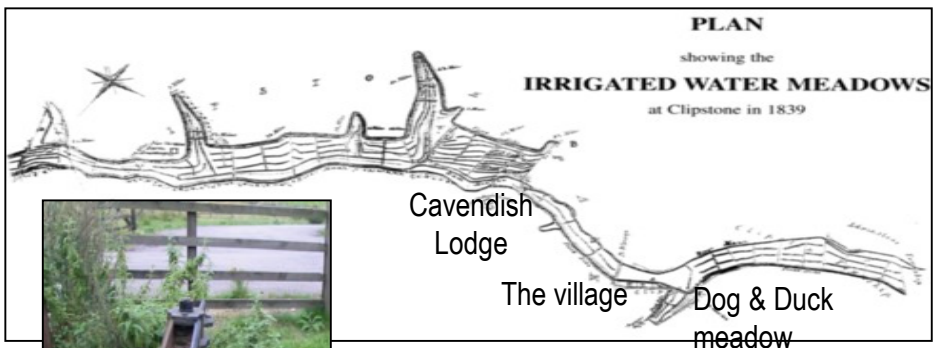 PLAN
showing the
IRRIGATED WATER MEADOWS
at Clipstone in 1839
Cavendish
Lodge
The village
Dog & Duck
meadow